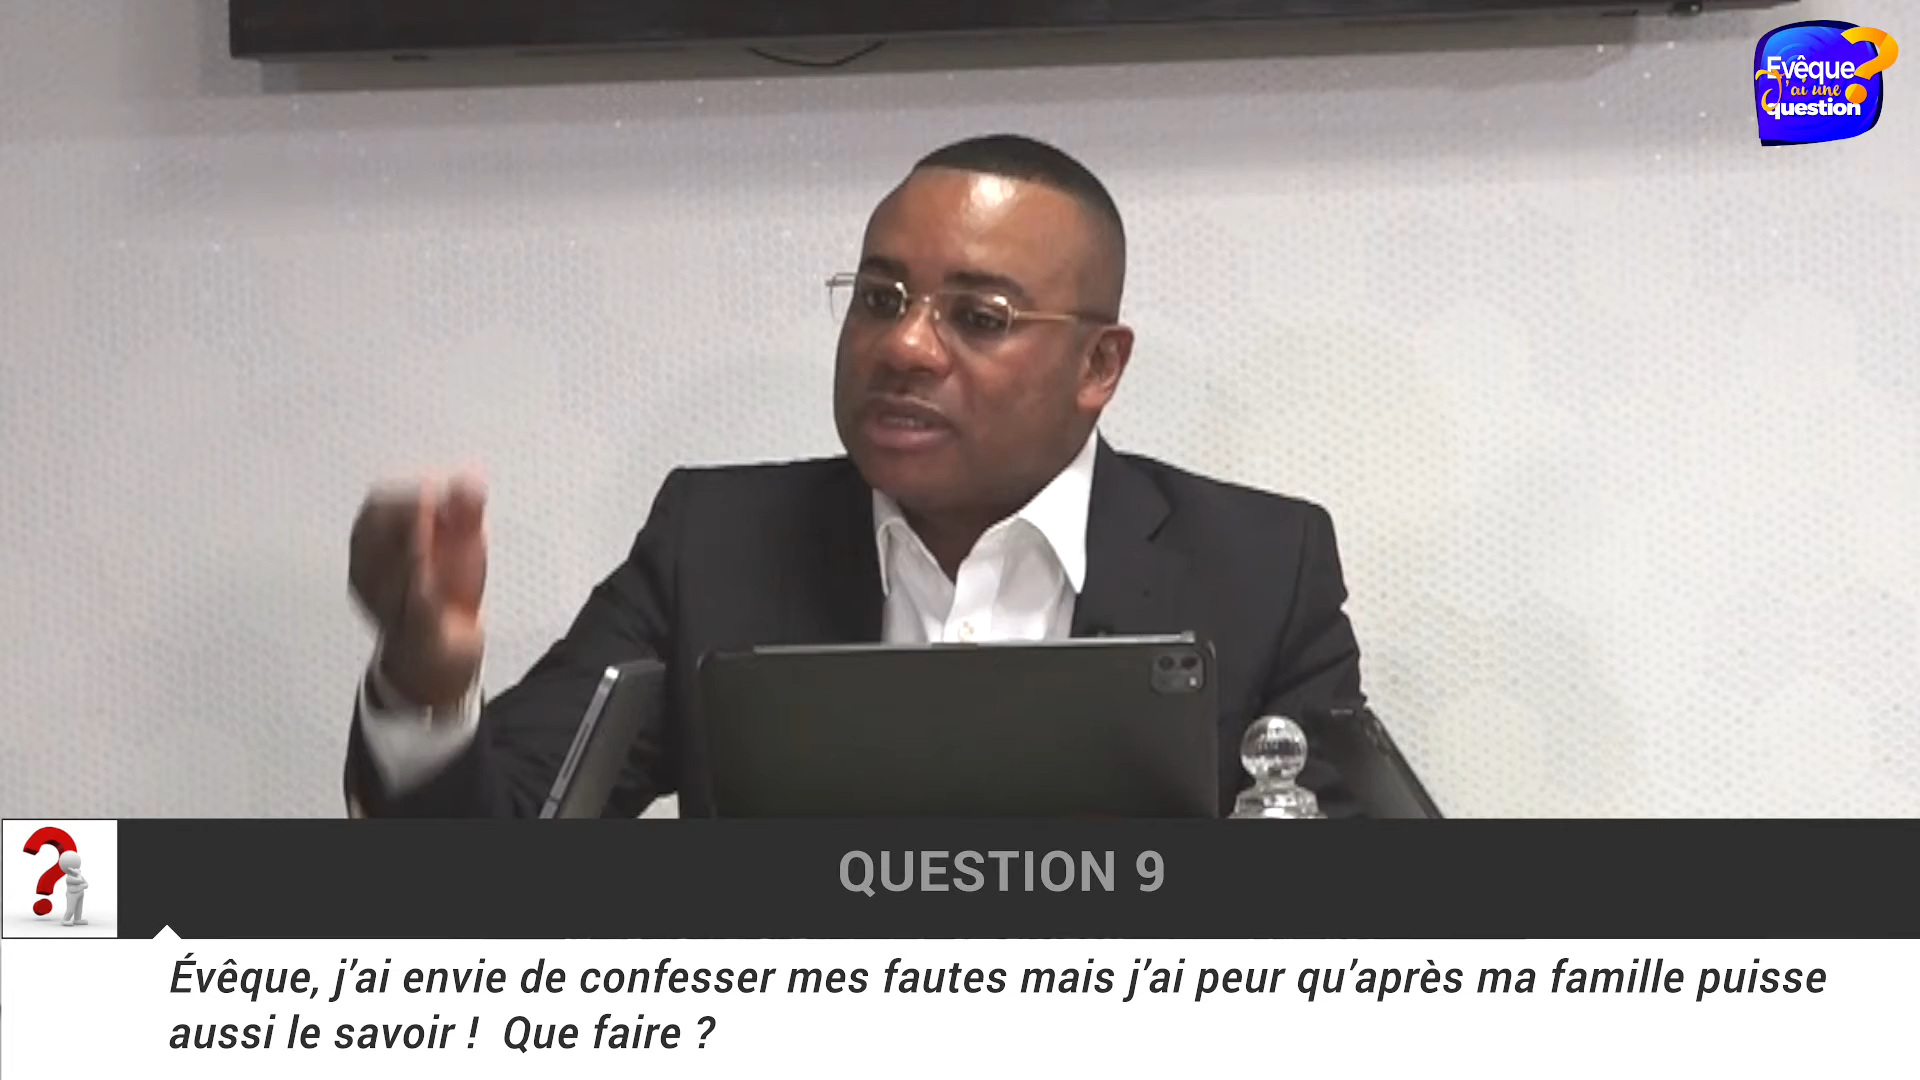 Evêque
J'ai une
question
QUESTION 9
Évêque, j'ai envie de confesser mes fautes mais j'ai peur qu'après ma famille puisse
aussi le savoir !  Que faire ?